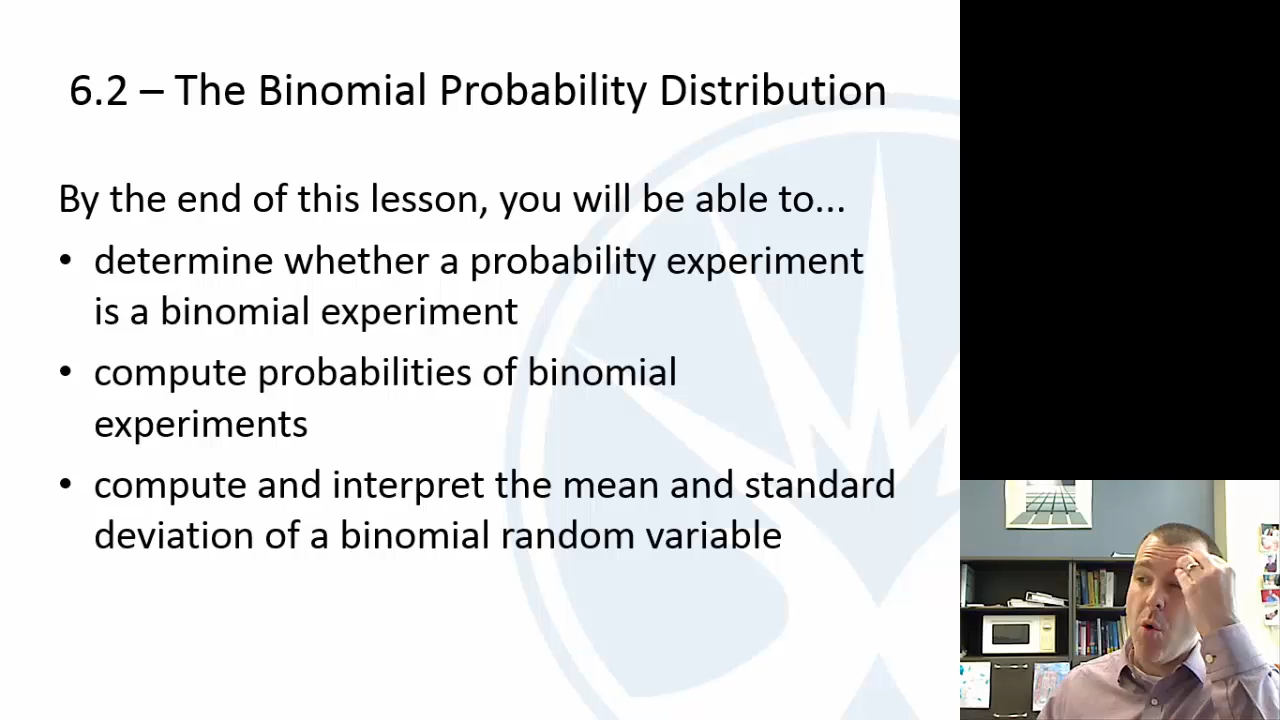 6.2 – The Binomial Probability Distribution
By the end of this lesson, you will be able to...
• determine whether a probability experiment
is a binomial experiment
• compute probabilities of binomial
experiments
• compute and interpret the mean and standard
deviation of a binomial random variable